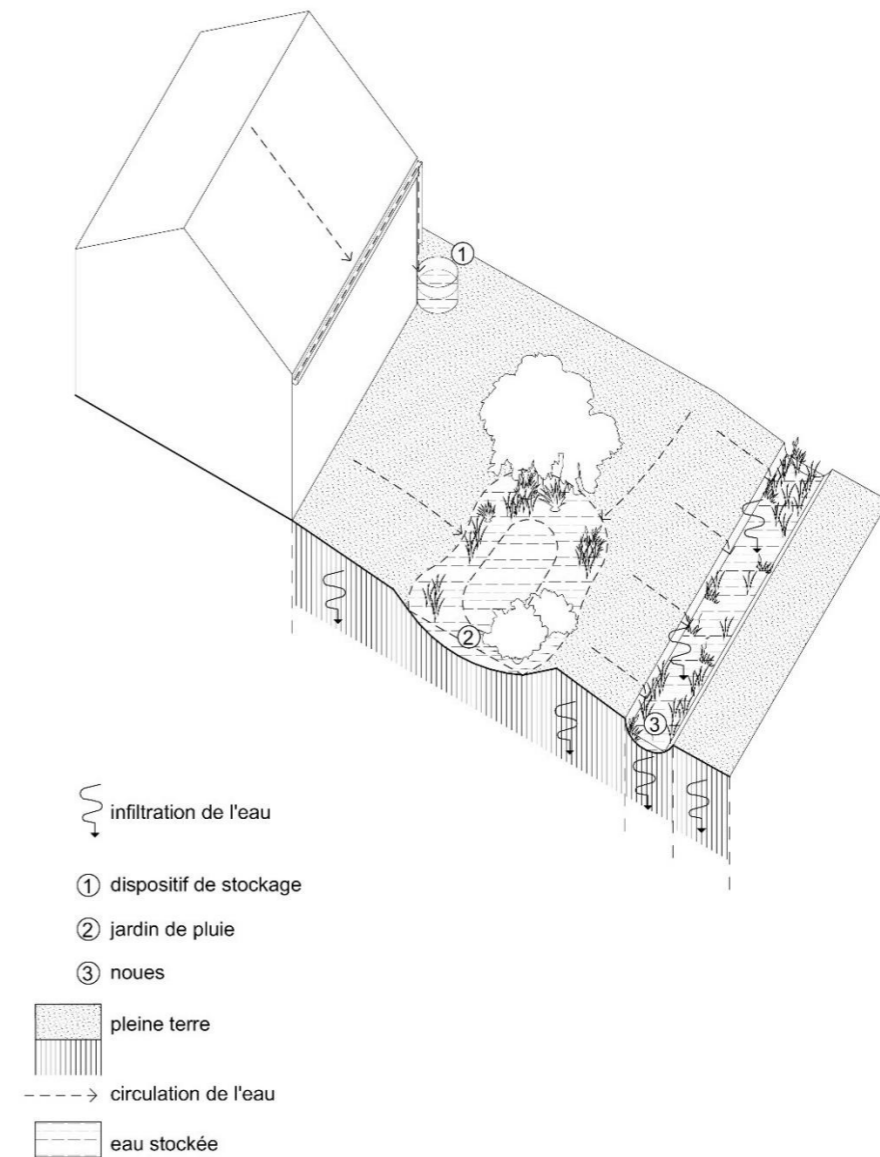 ①
②
③
infiltration de l'eau
① dispositif de stockage
② jardin de pluie
③ noues
pleine terre
circulation de l'eau
eau stockée